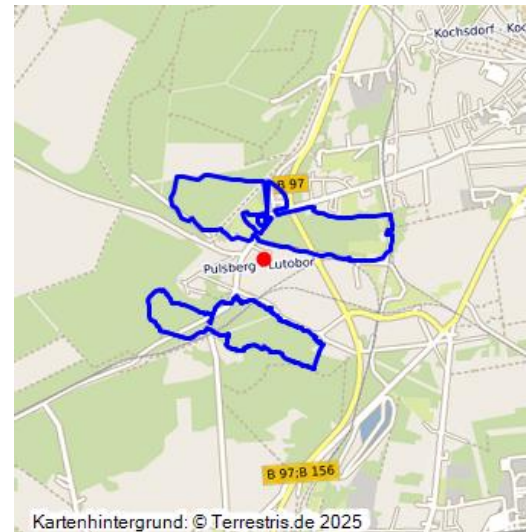 Kochsdorf - Koc
B 97
Pulsberg - Lutobor
B 97;B 156
Kartenhintergrund: © Terrestris.de 2025